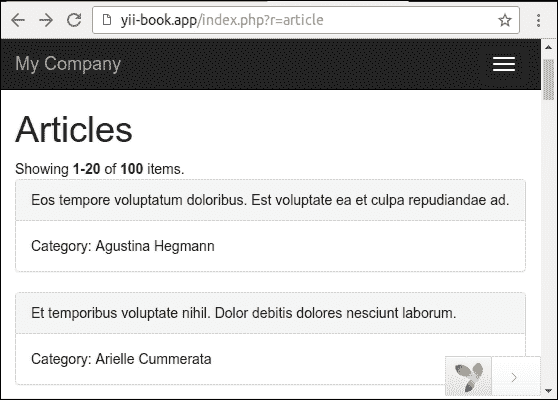 yii-book.app/index.php?r=article
My Company
Articles
Showing 1-20 of 100 items.
Eos tempore voluptatum doloribus. Est voluptate ea et culpa repudiandae ad.
Category: Agustina Hegmann
Et temporibus voluptate nihil. Dolor debitis dolores nesciunt laborum.
Category: Arielle Cummerata